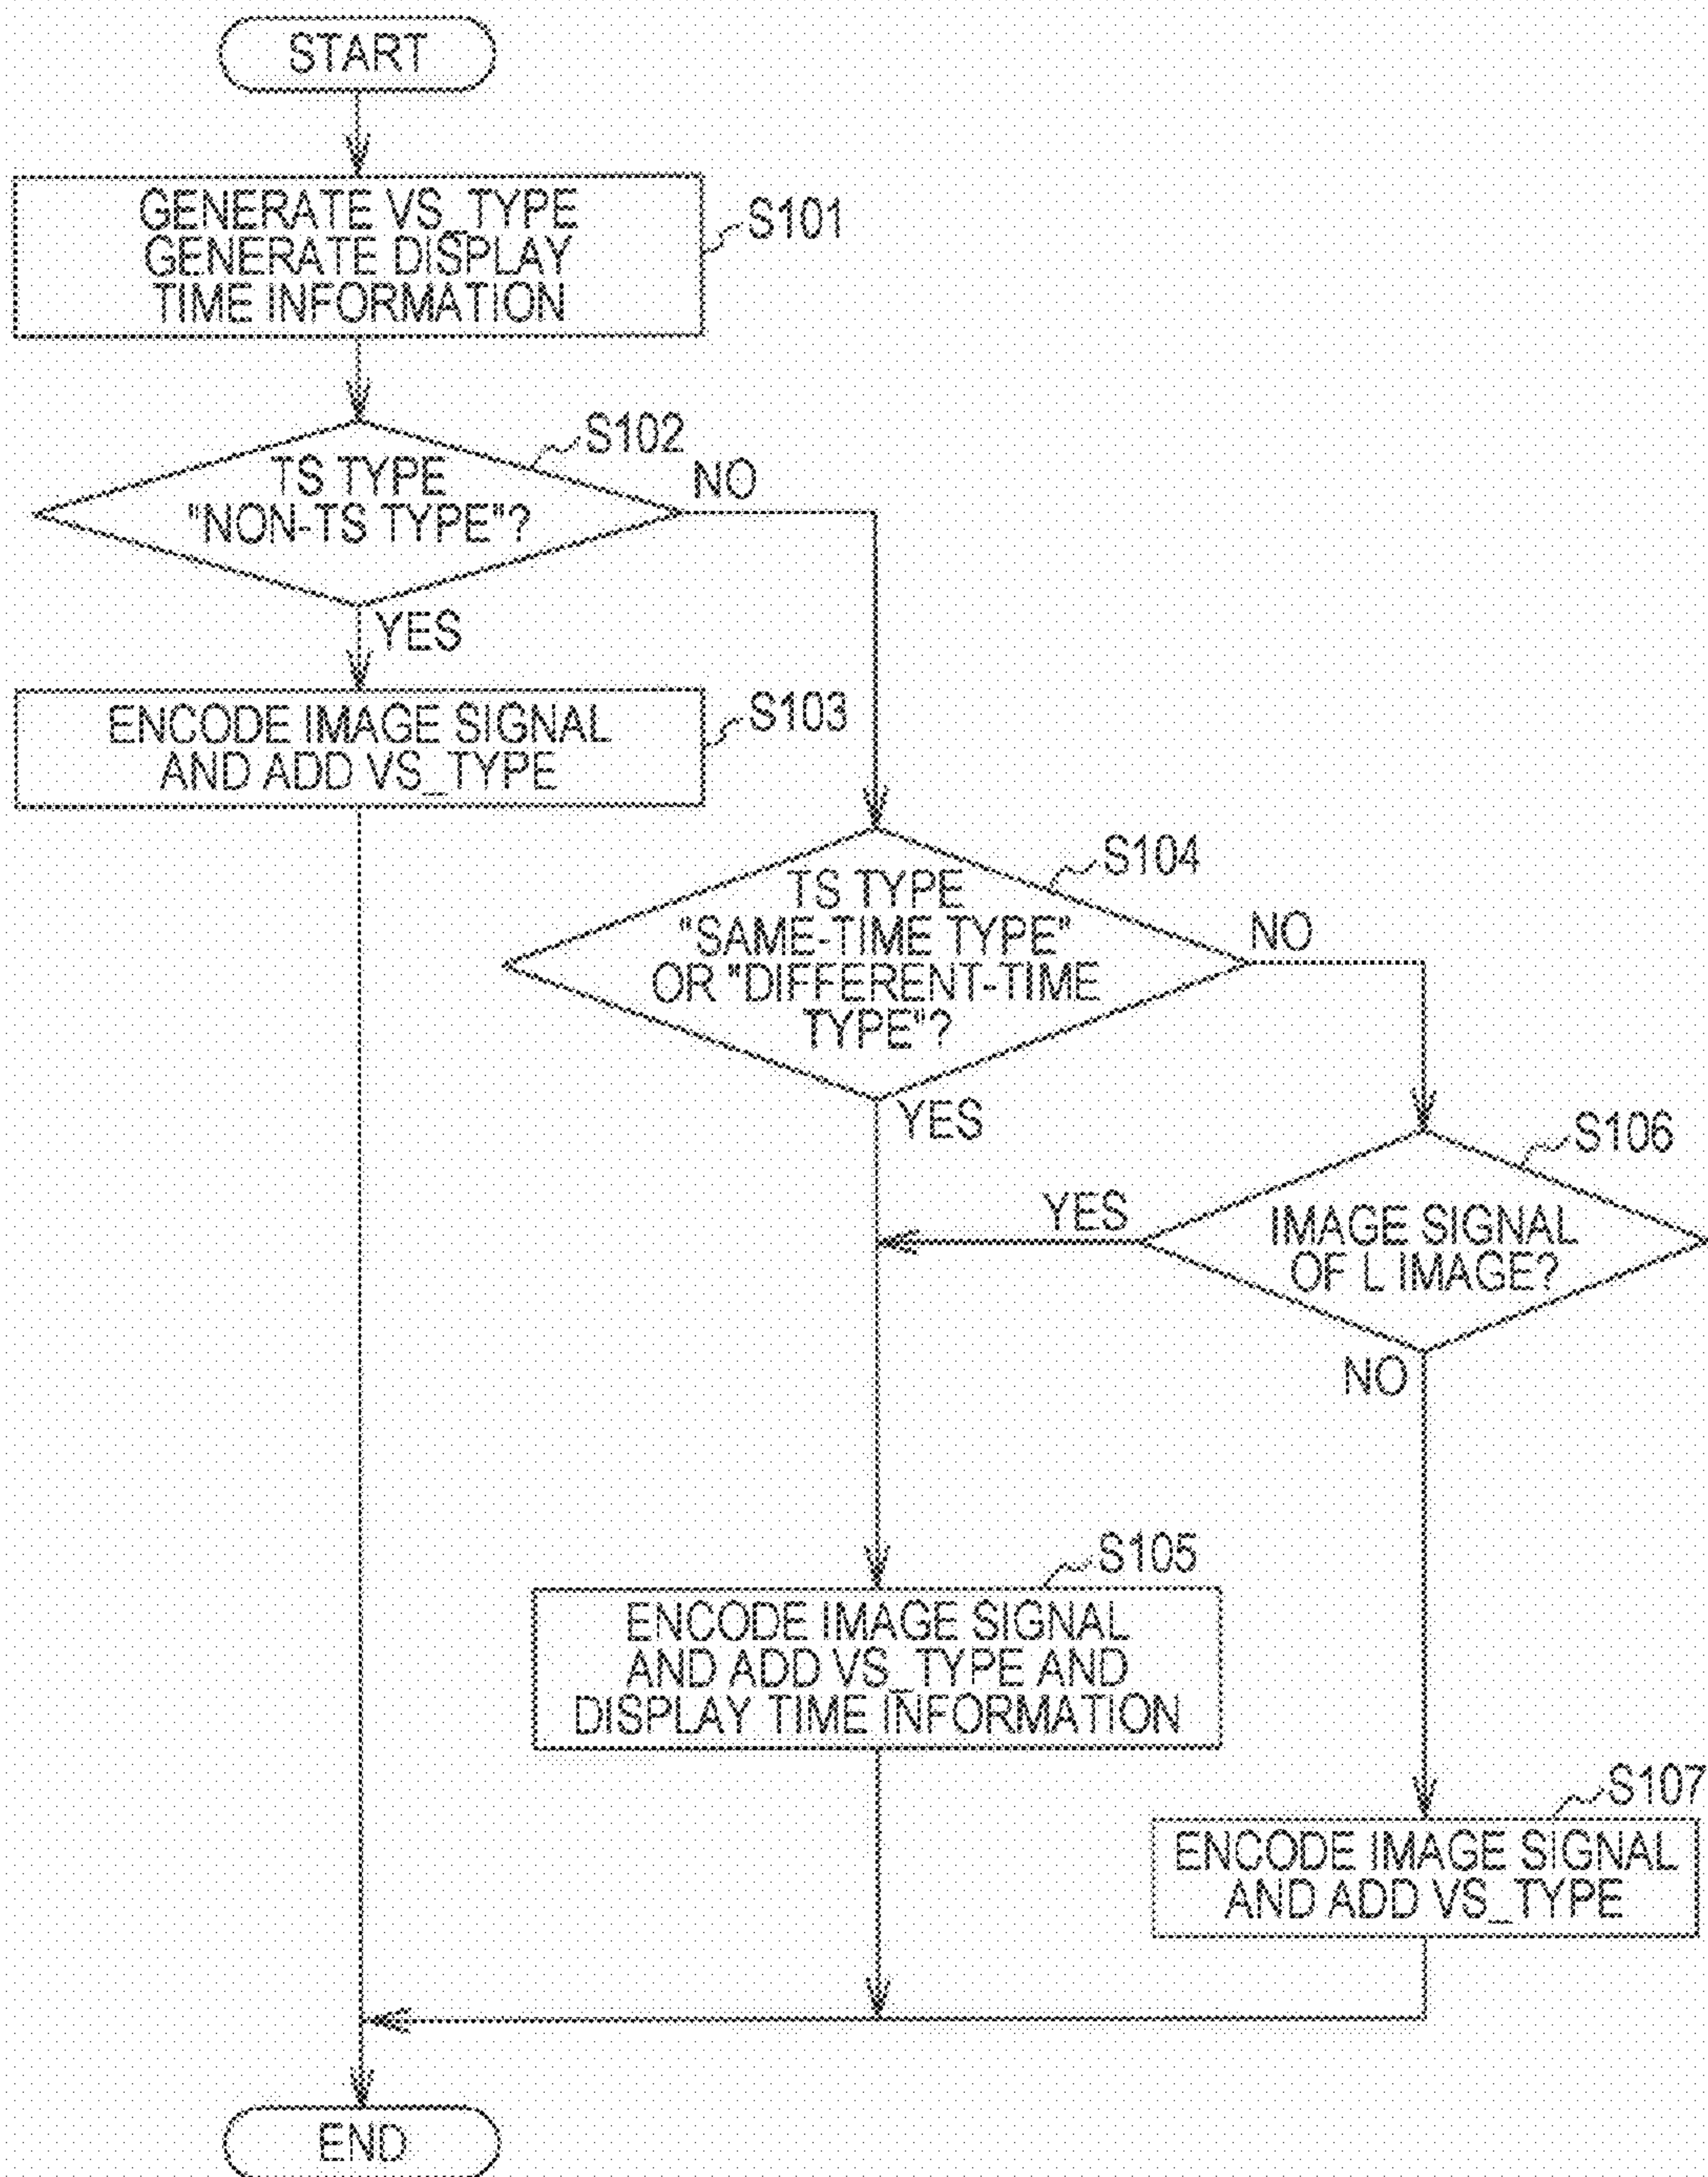 START
GENERATE VS_TYPE
GENERATE DISPLAY
TIME INFORMATION
S101
S102
TS TYPE
"NON-TS TYPE"?
NO
YES
ENCODE IMAGE SIGNAL
AND ADD VS_TYPE
S103
S104
TS TYPE
"SAME-TIME TYPE"
OR "DIFFERENT-TIME
TYPE"?
NO
YES
S106
YES
IMAGE SIGNAL
OF L IMAGE?
NO
S105
ENCODE IMAGE SIGNAL
AND ADD VS_TYPE AND
DISPLAY TIME INFORMATION
S107
ENCODE IMAGE SIGNAL
AND ADD VS_TYPE
END